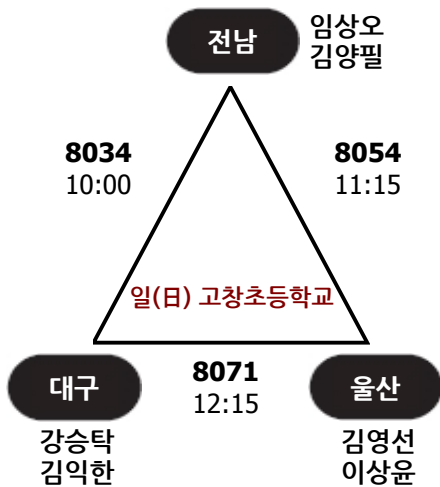 전남
임상오
김양필
8034
10:00
8054
11:15
일(日) 고창초등학교
대구
8071
12:15
울산
강승탁
김익한
김영선
이상윤